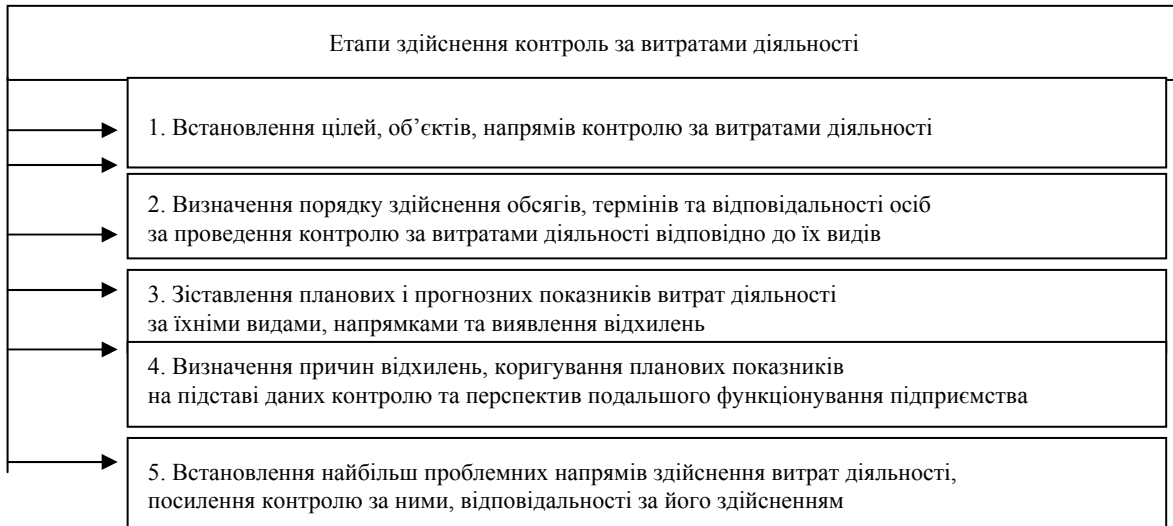 Етапи здійснення контроль за витратами діяльності
1. Встановлення цілей, об’єктів, напрямів контролю за витратами діяльності
2. Визначення порядку здійснення обсягів, термінів та відповідальності осіб
за проведення контролю за витратами діяльності відповідно до їх видів
3. Зіставлення планових і прогнозних показників витрат діяльності
за їхніми видами, напрямками та виявлення відхилень
4. Визначення причин відхилень, коригування планових показників
на підставі даних контролю та перспектив подальшого функціонування підприємства
5. Встановлення найбільш проблемних напрямів здійснення витрат діяльності,
посилення контролю за ними, відповідальності за його здійсненням